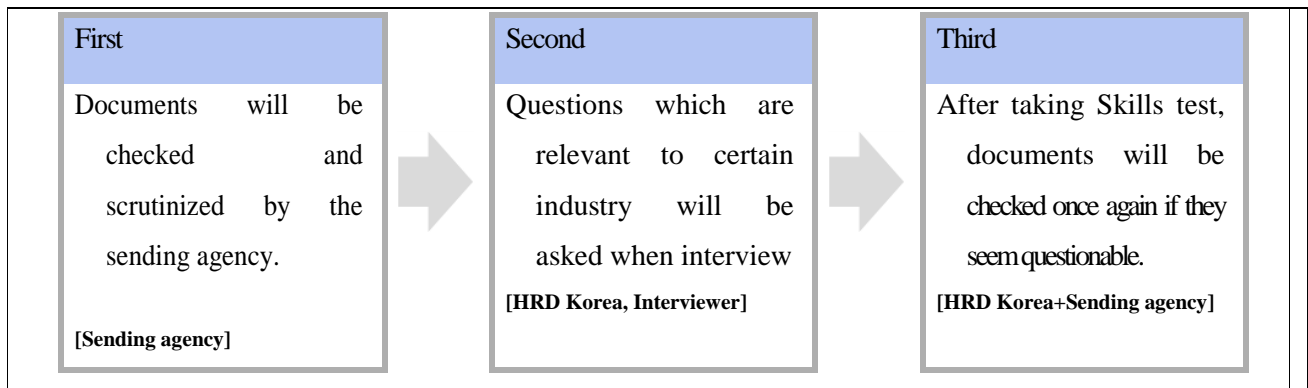 First
Documents will be
checked and
scrutinized by the
sending agency.
[Sending agency]
Second
Questions which are
relevant to certain
industry will be
asked when interview
[HRD Korea, Interviewer]
Third
After taking Skills test,
documents will be
checked once again if they
seem questionable.
[HRD Korea+Sending agency]